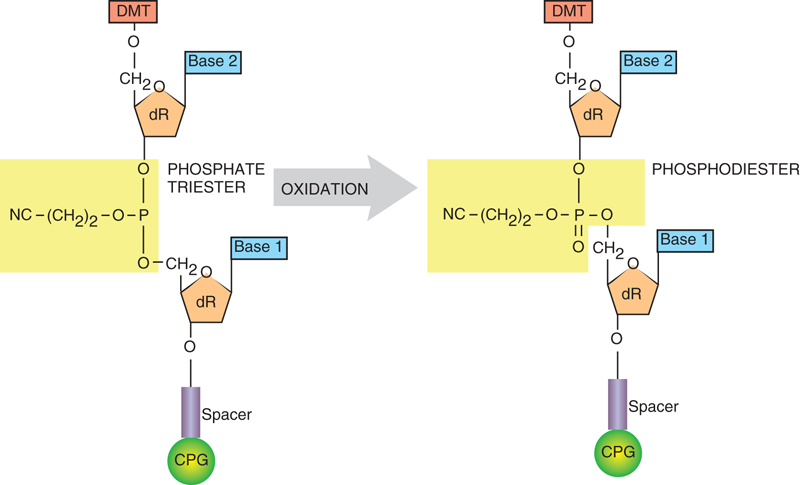 DMT
O
CH2
O
Base 2
dR
O
PHOSPHATE
TRIESTER
NC–(CH2)2–O–P
O–CH2
O
Base 1
dR
O
Spacer
CPG
OXIDATION
DMT
O
CH2
O
Base 2
dR
O
PHOSPHODIESTER
NC–(CH2)2–O–P–O
O
CH2
O
Base 1
dR
O
Spacer
CPG